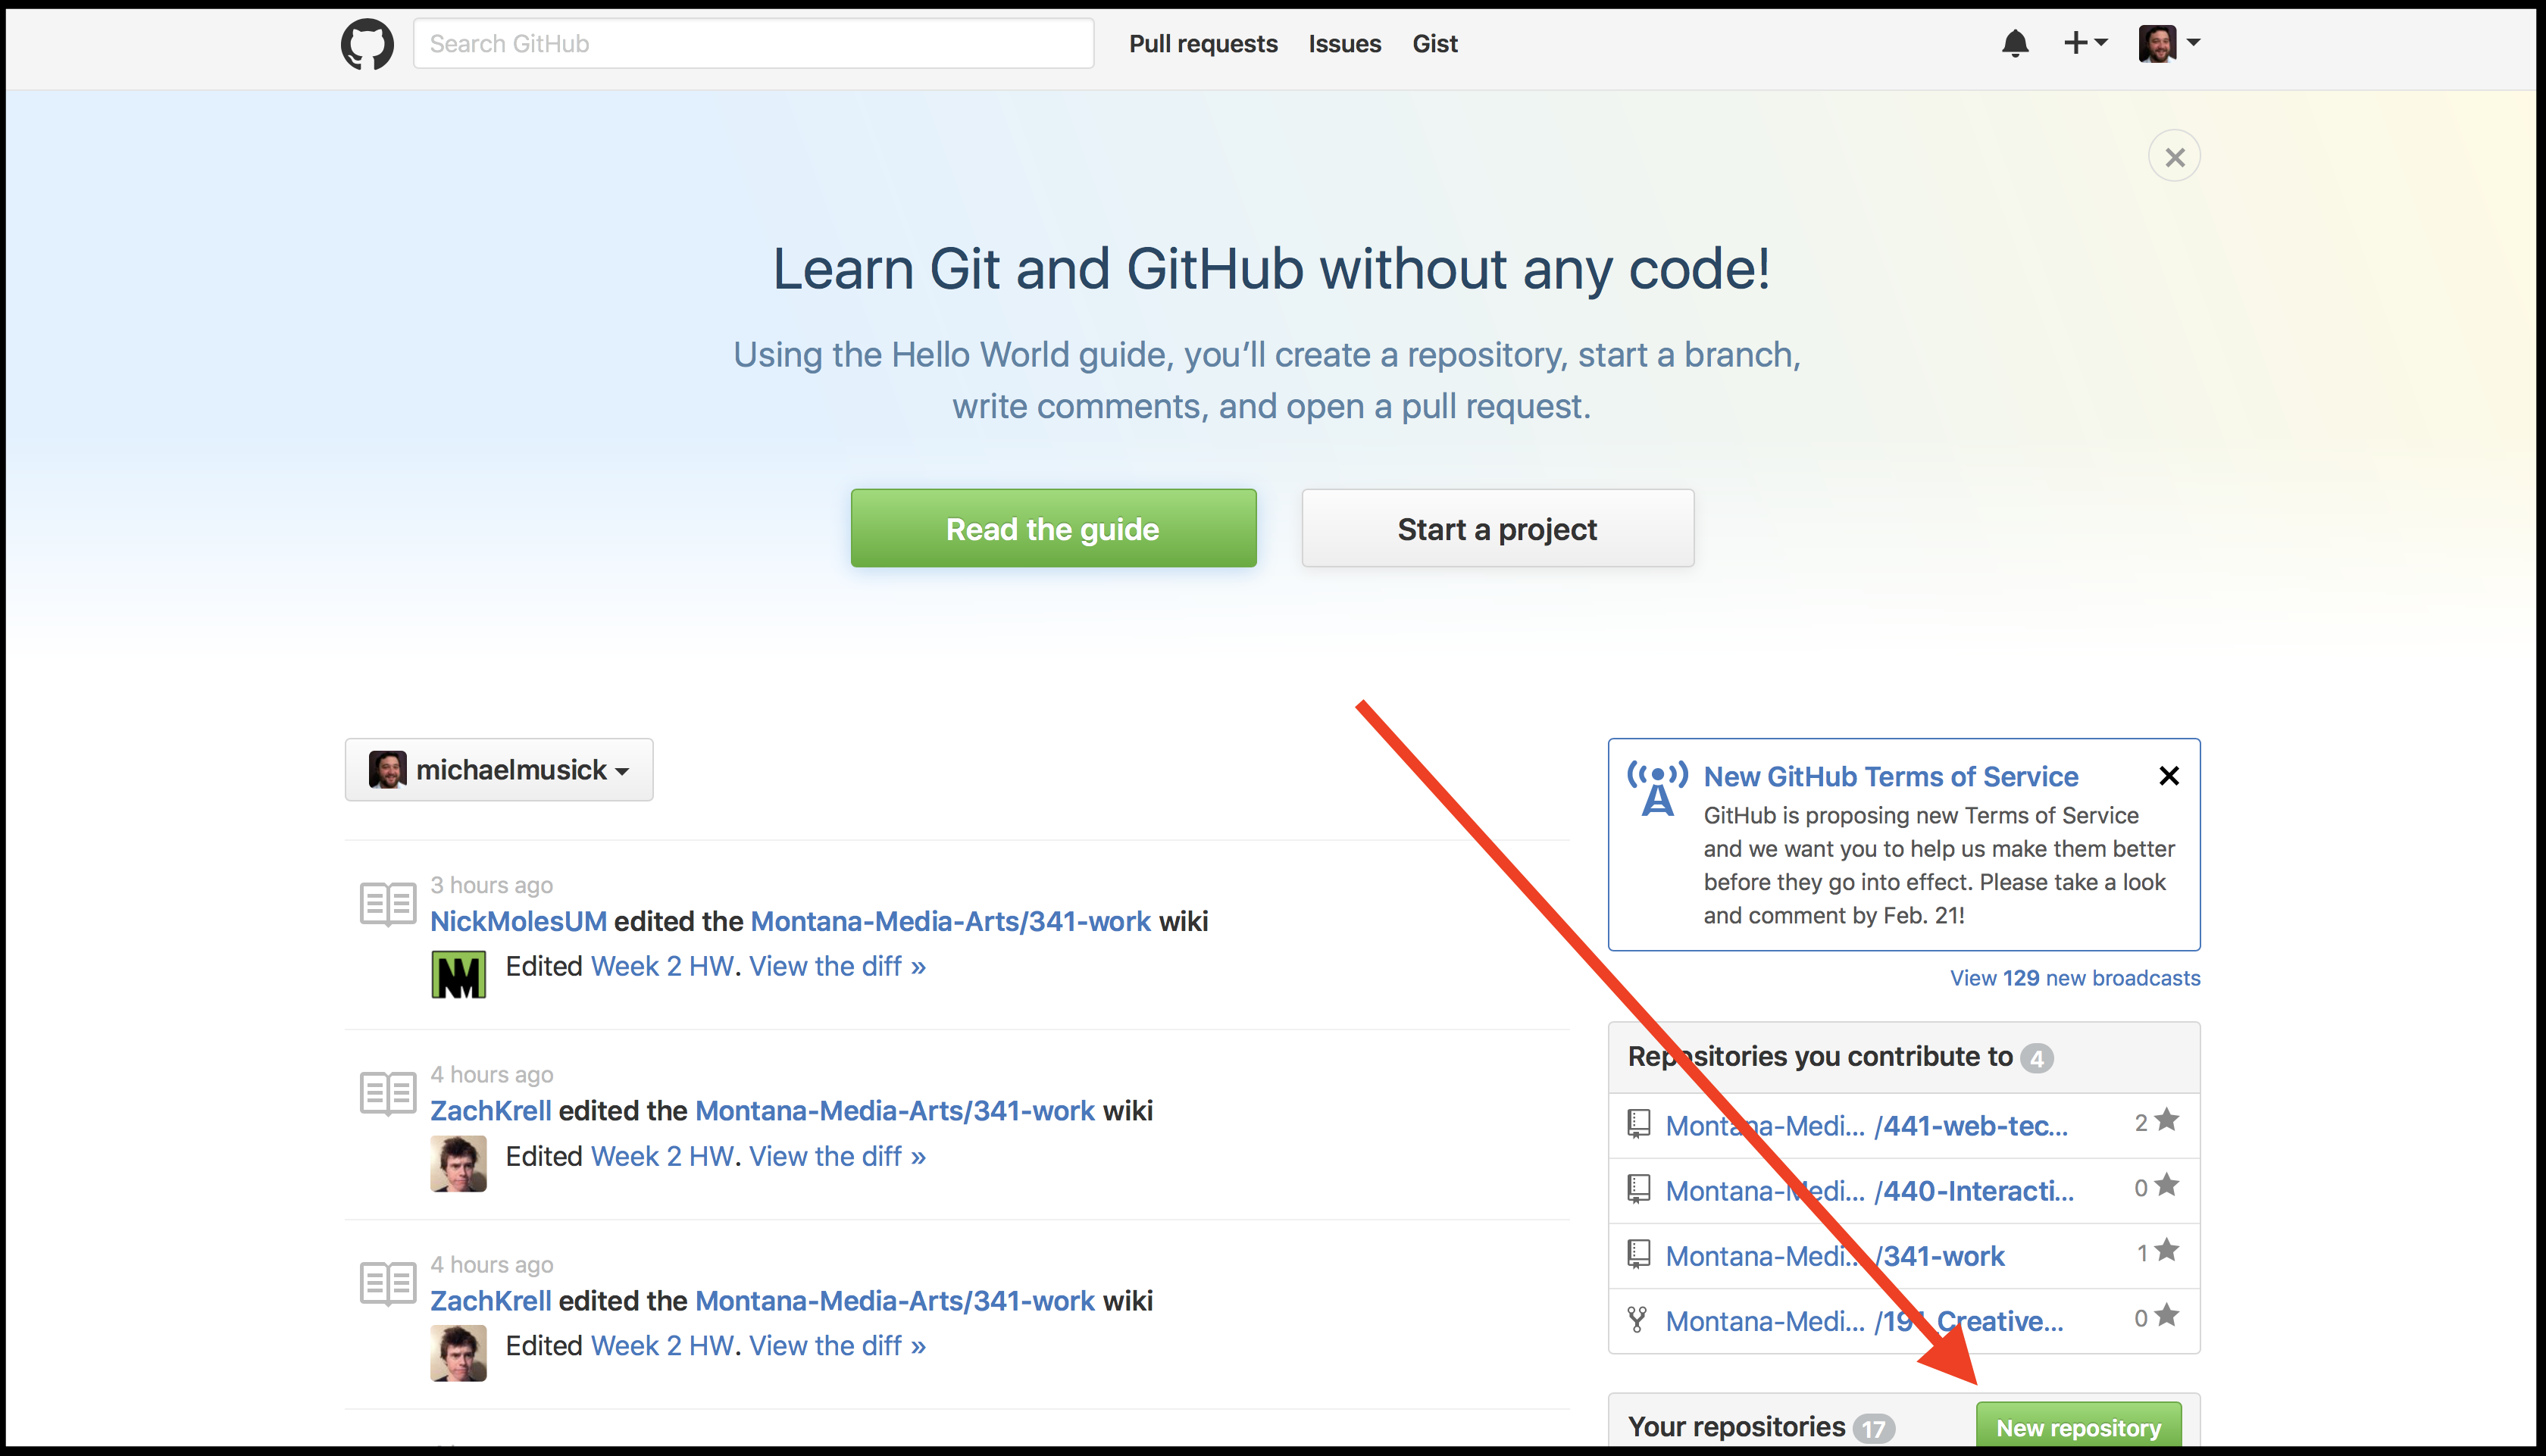 Search GitHub
Pull requests Issues Gist
Learn Git and GitHub without any code!
Using the Hello World guide, you’ll create a repository, start a branch,
write comments, and open a pull request.
Read the guide
Start a project
michaelmusick
3 hours ago
NickMolesUM edited the Montana-Media-Arts/341-work wiki
NM
Edited Week 2 HW. View the diff »
4 hours ago
ZachKrell edited the Montana-Media-Arts/341-work wiki
Edited Week 2 HW. View the diff »
4 hours ago
ZachKrell edited the Montana-Media-Arts/341-work wiki
Edited Week 2 HW. View the diff »
New GitHub Terms of Service
GitHub is proposing new Terms of Service
and we want you to help us make them better
before they go into effect. Please take a look
and comment by Feb. 21!
View 129 new broadcasts
Repositories you contribute to 4
Montana-Medi... /441-web-tec... 2
Montana-Medi... /440-Interacti... 0
Montana-Medi... /341-work 1
Montana-Medi... /191_Creative... 0
Your repositories 17
New repository